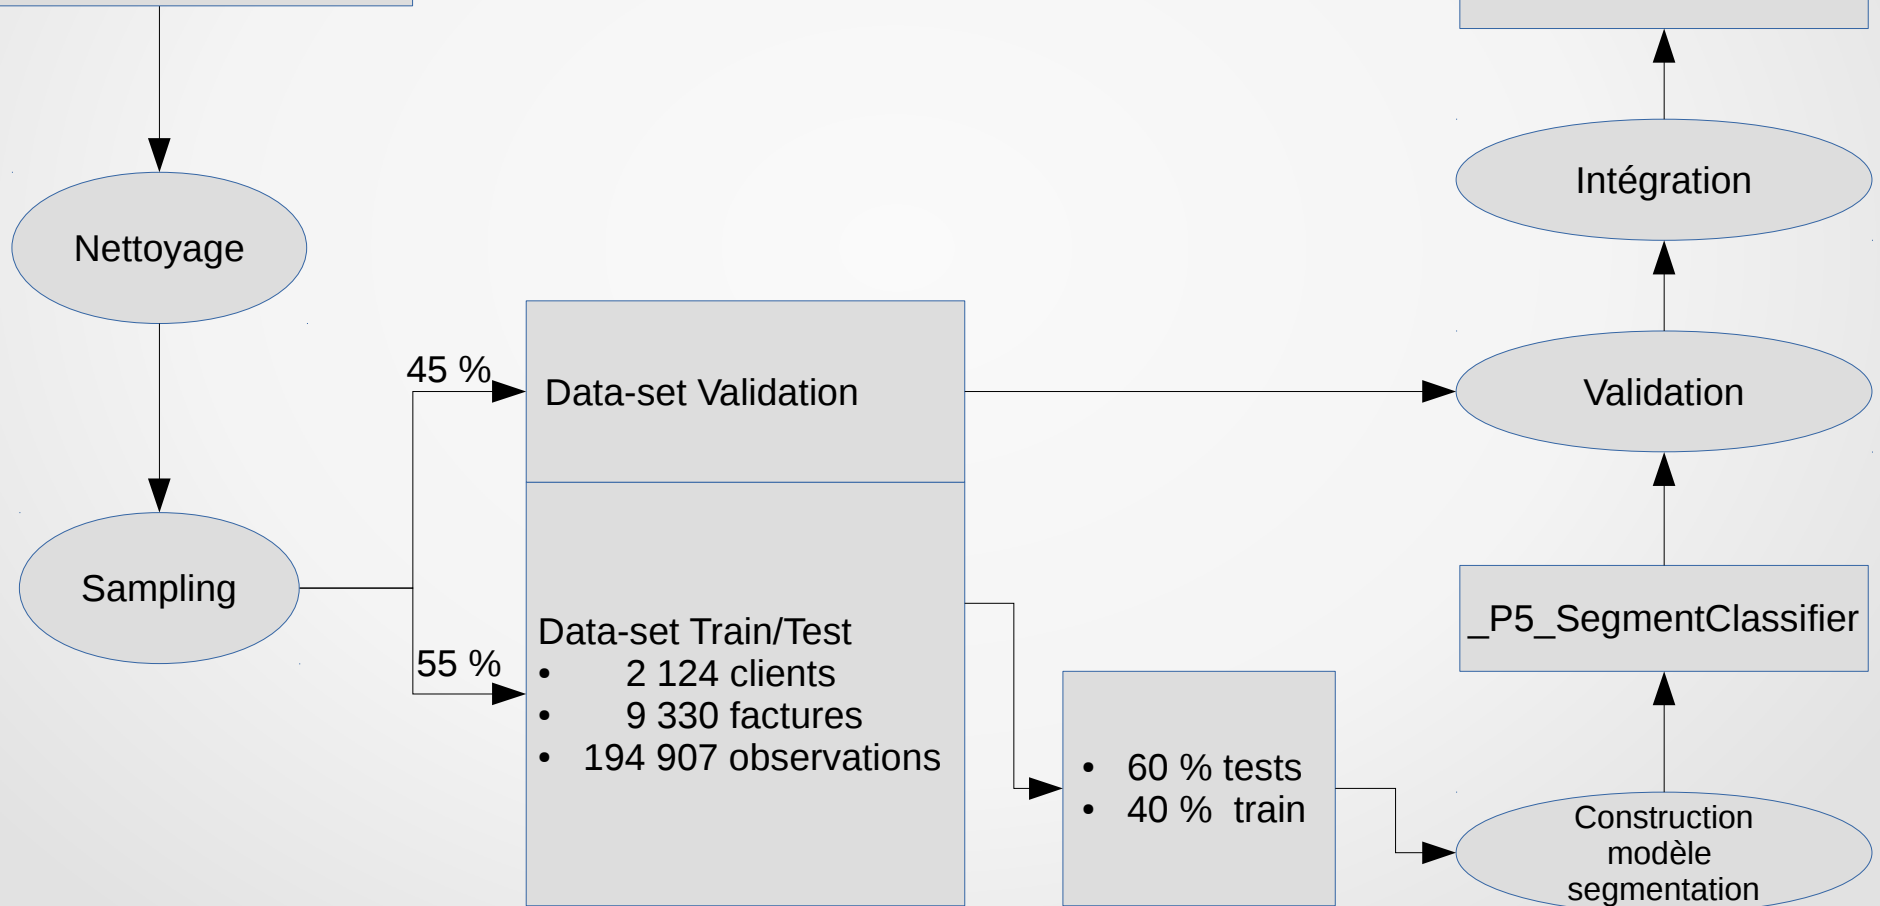 Nettoyage
Sampling
45 %
55 %
Data-set Validation
Data-set Train/Test
• 2 124 clients
• 9 330 factures
• 194 907 observations
• 60 % tests
• 40 % train
Intégration
Validation
_P5_SegmentClassifier
Construction
modèle
segmentation